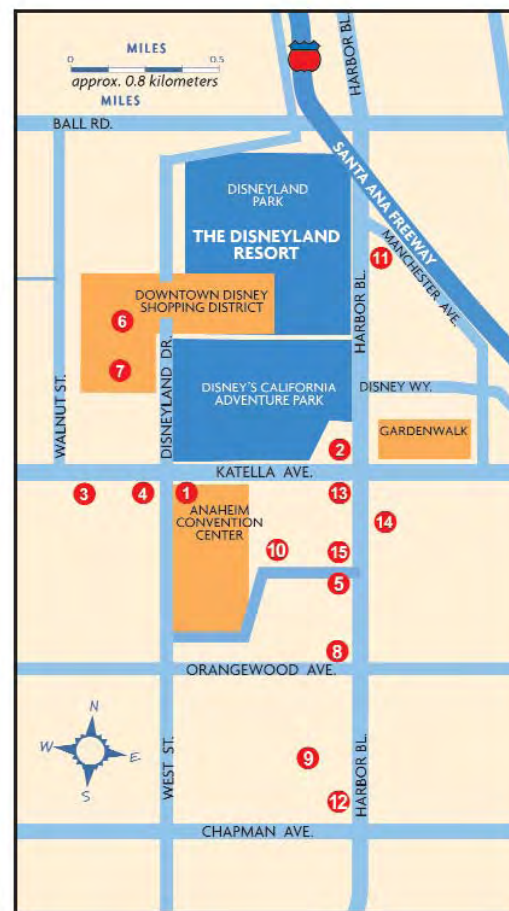 MILES
0 0.5
approx. 0.8 kilometers
MILES
HARBOR BL.
BALL RD.
SANTA ANA FREEWAY
DISNEYLAND
PARK
THE DISNEYLAND
RESORT
MANCHESTER AVE.
11
HARBOR BL.
DOWNTOWN DISNEY
SHOPPING DISTRICT
6
7
WALNUT ST.
DISNEYLAND DR.
DISNEY'S CALIFORNIA
ADVENTURE PARK
DISNEY WY.
GARDENWALK
2
KATELLA AVE.
3
4
1
13
ANAHEIM
CONVENTION
CENTER
14
10
15
5
8
ORANGEWOOD AVE.
N
W
E
S
WEST ST.
9
12
HARBOR BL.
CHAPMAN AVE.